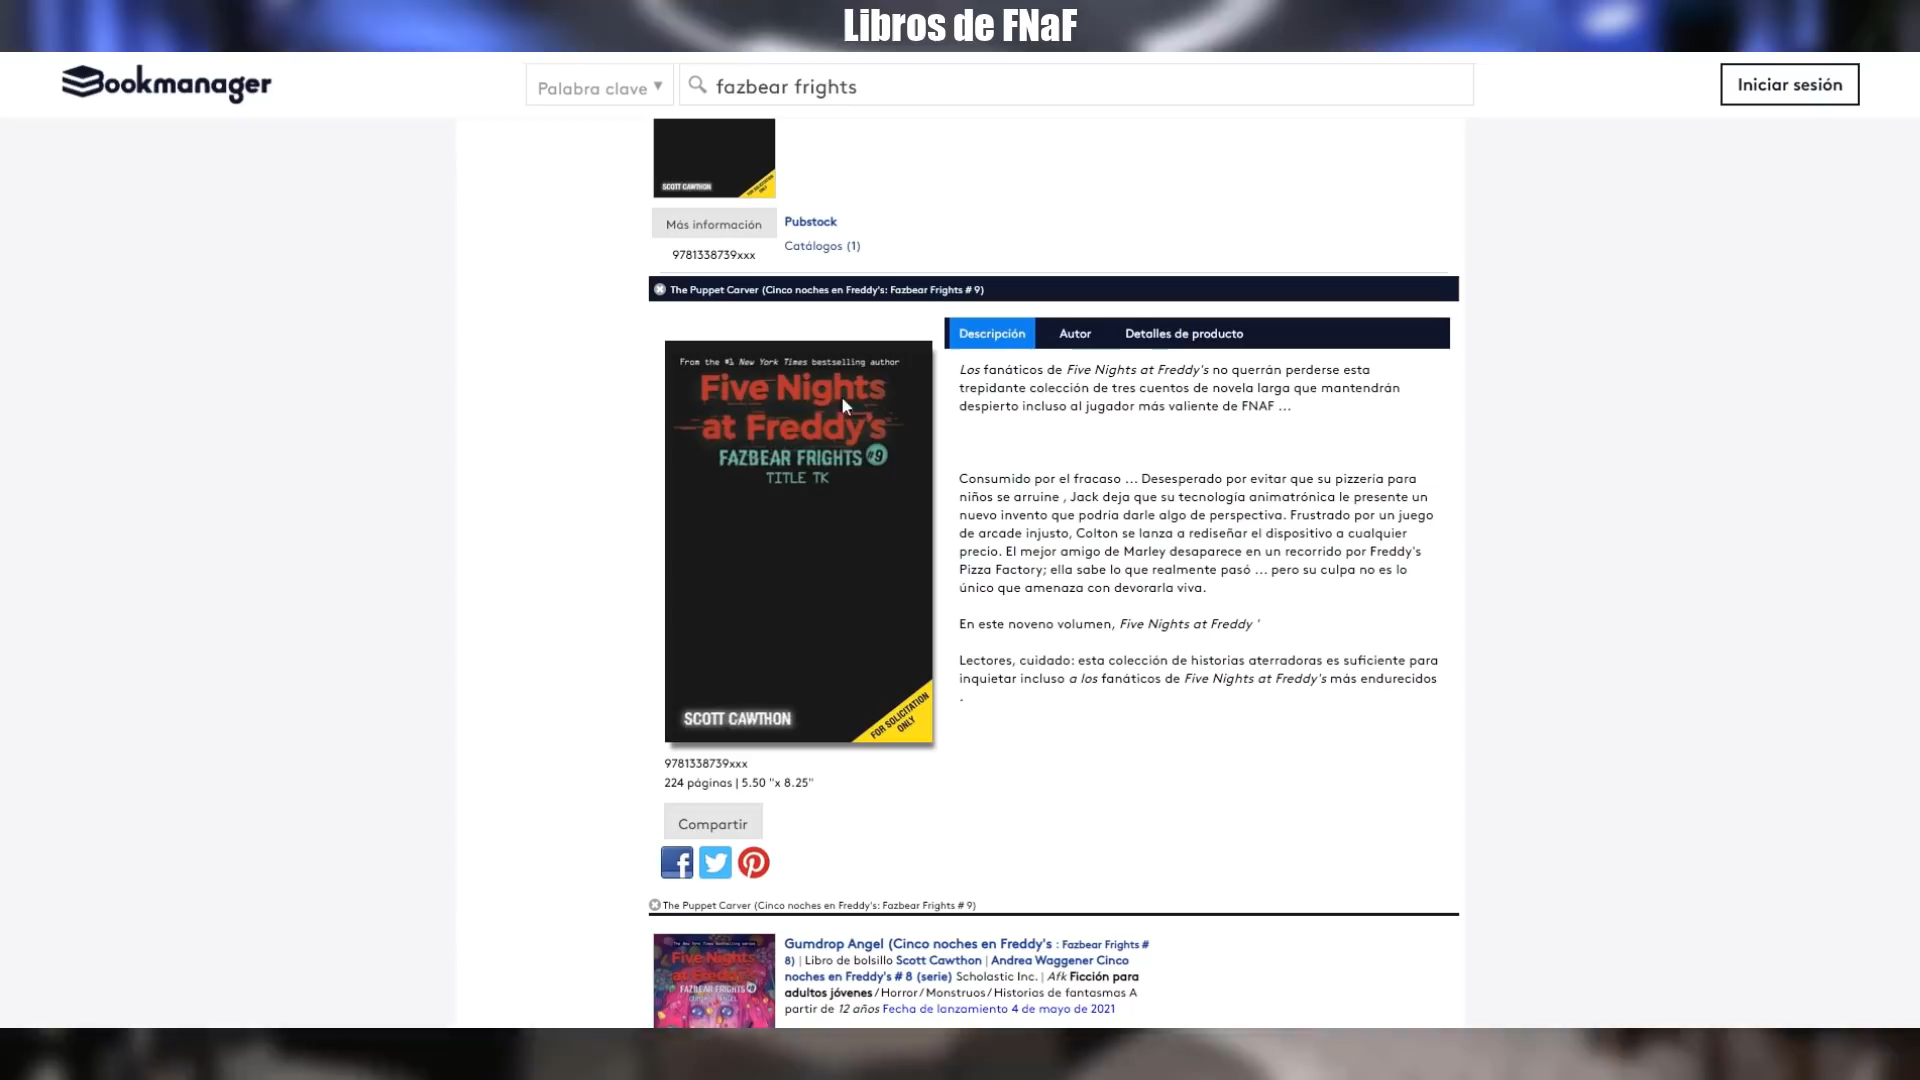 Libros de FNaF
Bookmanager
Palabra clave
fazbear frights
Iniciar sesión
SCOTT CAWTHON
FOR SOLICITATION
ONLY
Más información
Pubstock
Catálogos (1)
9781338739xxx
The Puppet Carver (Cinco noches en Freddy's: Fazbear Frights # 9)
Descripción
Autor
Detalles de producto
From the #1 New York Times bestselling author
Five Nights
at Freddy's
FAZBEAR FRIGHTS #9
TITLE TK
SCOTT CAWTHON
FOR SOLICITATION
ONLY
Los fanáticos de Five Nights at Freddy's no querrán perderse esta
trepidante colección de tres cuentos de novela larga que mantendrán
despierto incluso al jugador más valiente de FNAF ...
Consumido por el fracaso ... Desesperado por evitar que su pizzería para
niños se arruine , Jack deja que su tecnología animatrónica le presente un
nuevo invento que podría darle algo de perspectiva. Frustrado por un juego
de arcade injusto, Colton se lanza a rediseñar el dispositivo a cualquier
precio. El mejor amigo de Marley desaparece en un recorrido por Freddy's
Pizza Factory; ella sabe lo que realmente pasó ... pero su culpa no es lo
único que amenaza con devorarla viva.
En este noveno volumen, Five Nights at Freddy '
Lectores, cuidado: esta colección de historias aterradoras es suficiente para
inquietar incluso a los fanáticos de Five Nights at Freddy's más endurecidos
.
9781338739xxx
224 páginas | 5.50 "x 8.25"
Compartir
The Puppet Carver (Cinco noches en Freddy's: Fazbear Frights # 9)
Five Nights
at Freddy's
FAZBEAR FRIGHTS
Gumdrop Angel (Cinco noches en Freddy's : Fazbear Frights #
8) | Libro de bolsillo Scott Cawthon | Andrea Waggener Cinco
noches en Freddy's # 8 (serie) Scholastic Inc. | Afk Ficción para
adultos jóvenes / Horror / Monstruos / Historias de fantasmas A
partir de 12 años Fecha de lanzamiento 4 de mayo de 2021